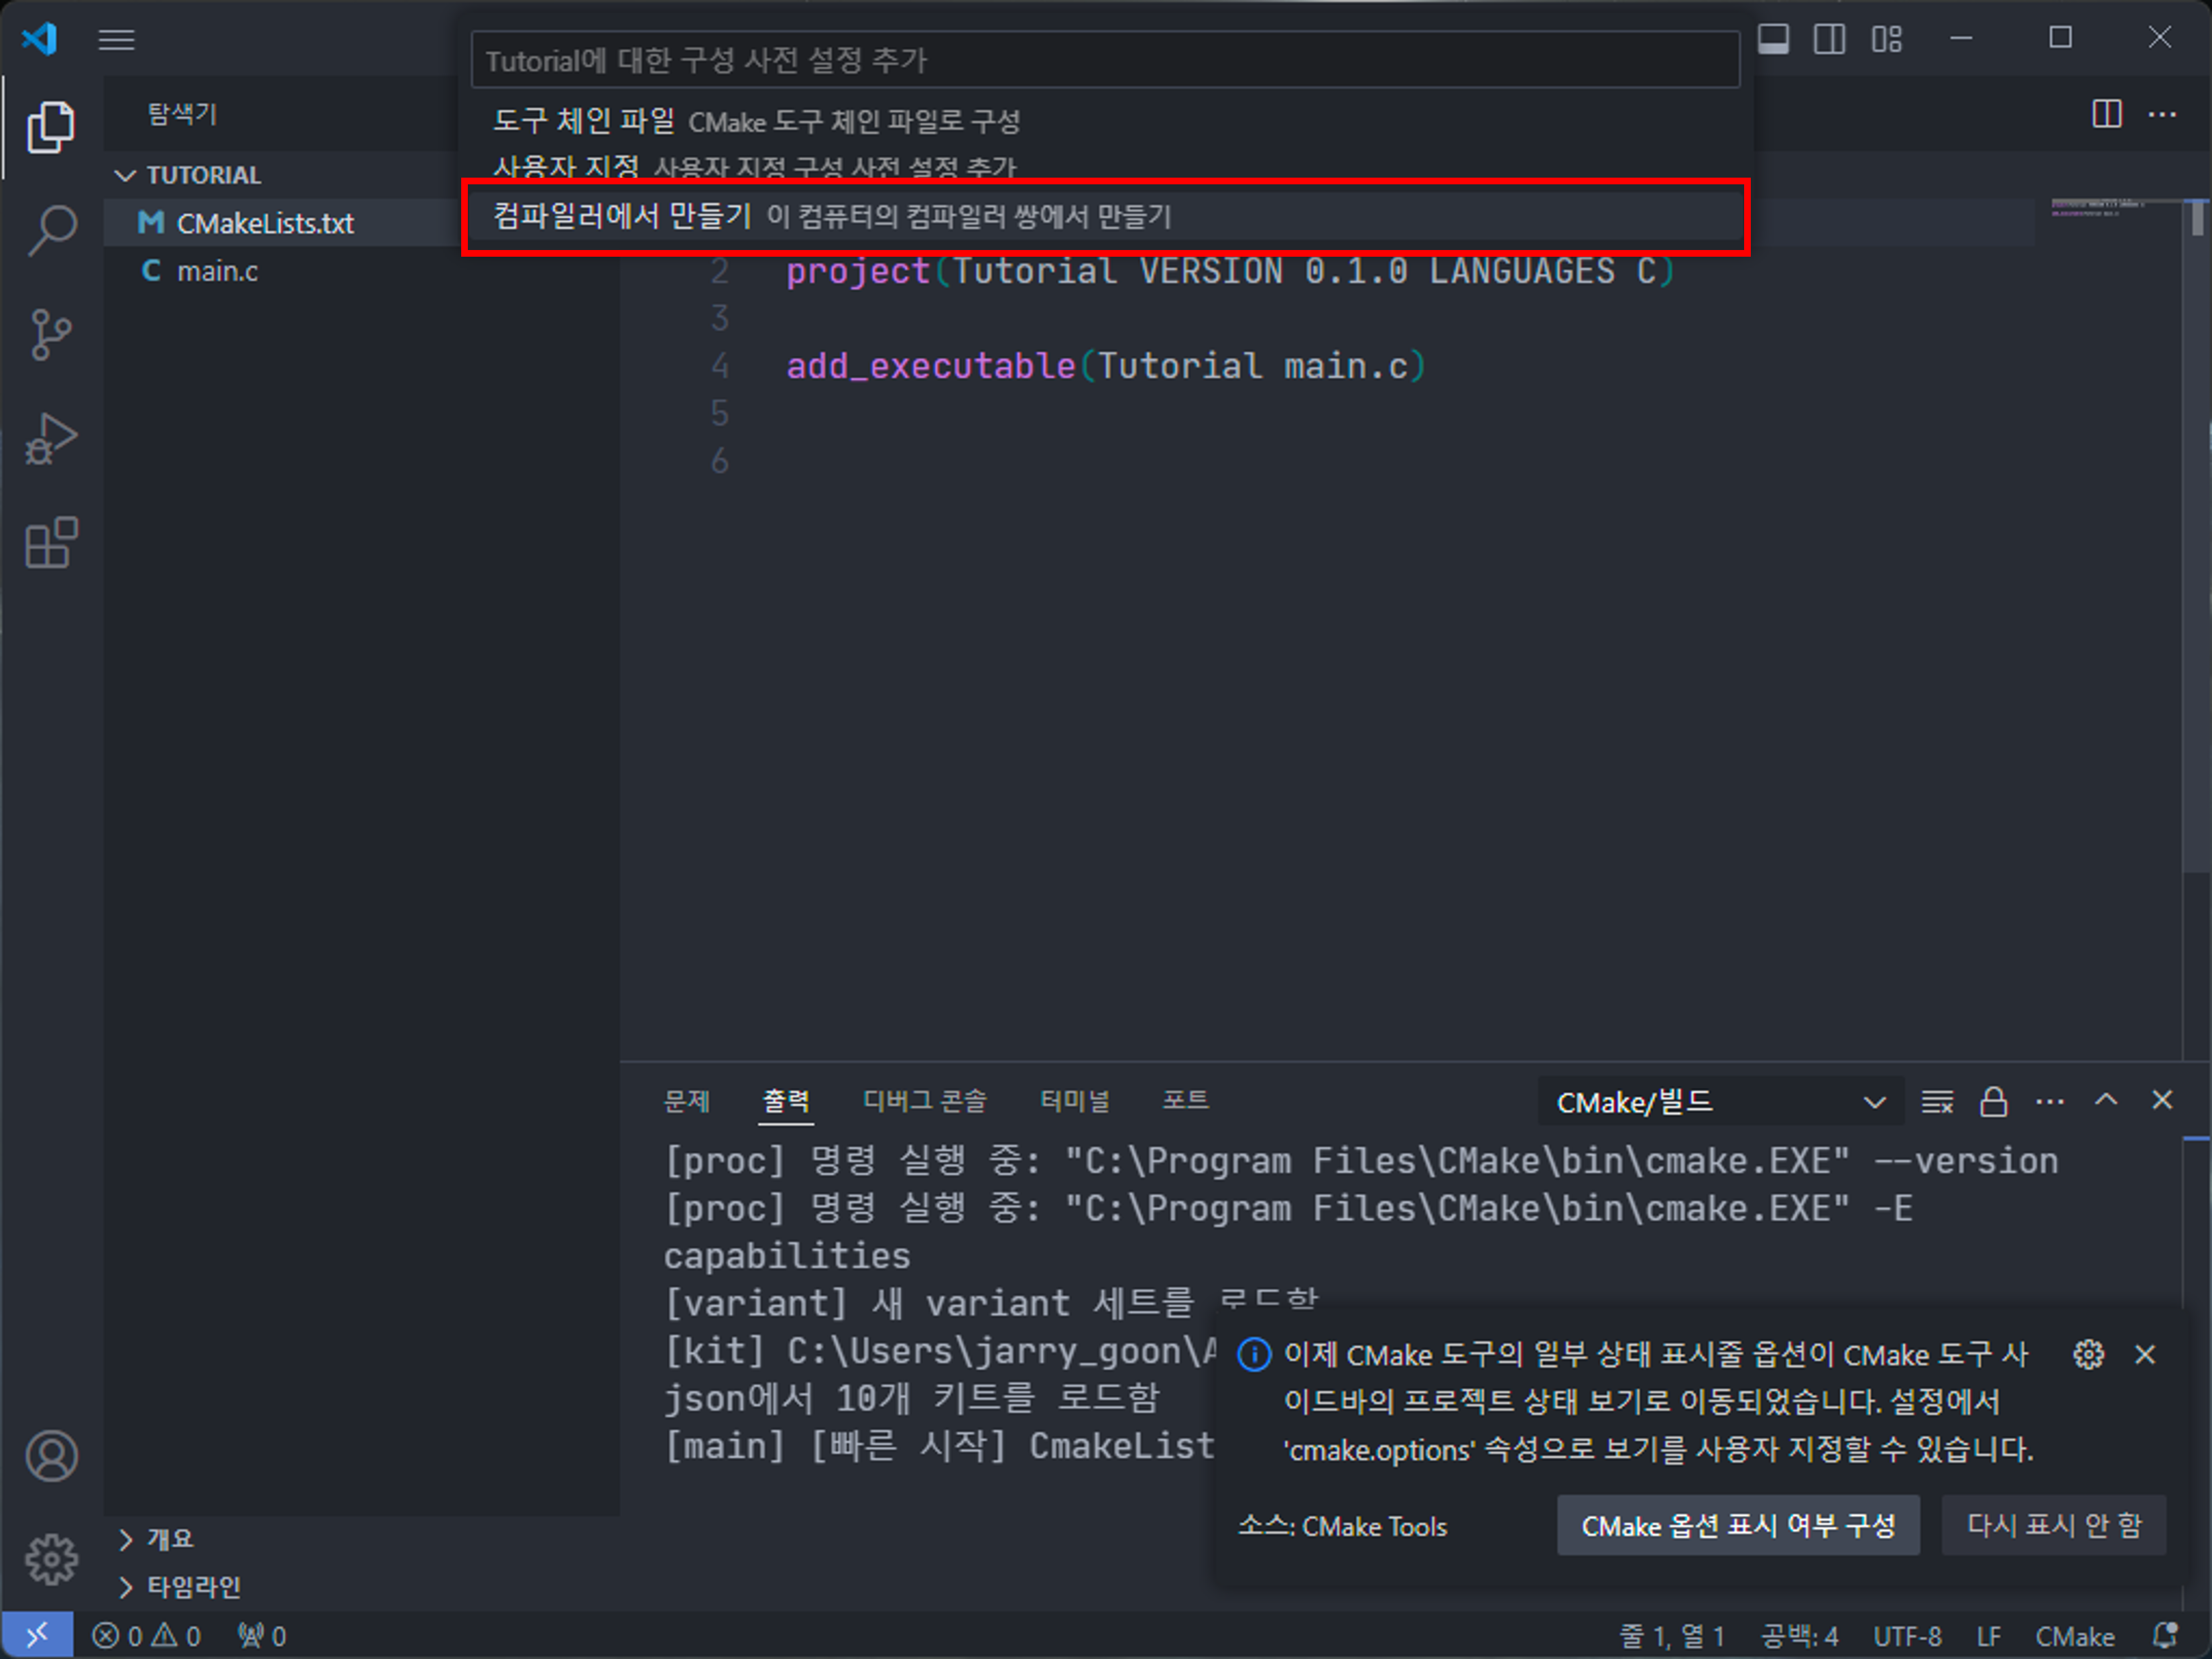 Tutorial에 대한 구성 사전 설정 추가
도구 체인 파일 CMake 도구 체인 파일로 구성
사용자 지정 사용자 지정 구성 사전 설정 추가
컴파일러에서 만들기 이 컴퓨터의 컴파일러 쌍에서 만들기
탐색기
TUTORIAL
M CMakeLists.txt
C main.c
2 project(Tutorial VERSION 0.1.0 LANGUAGES C)
3
4 add_executable(Tutorial main.c)
5
6
문제 출력 디버그 콘솔 터미널 포트 CMake/빌드
[proc] 명령 실행 중: "C:\Program Files\CMake\bin\cmake.EXE" --version
[proc] 명령 실행 중: "C:\Program Files\CMake\bin\cmake.EXE" -E
capabilities
[variant] 새 variant 세트를 로드함
[kit] C:\Users\jarry_goon\A
json에서 10개 키트를 로드함
[main] [빠른 시작] CmakeList
이제 CMake 도구의 일부 상태 표시줄 옵션이 CMake 도구 사
이드바의 프로젝트 상태 보기로 이동되었습니다. 설정에서
'cmake.options' 속성으로 보기를 사용자 지정할 수 있습니다.
소스: CMake Tools CMake 옵션 표시 여부 구성 다시 표시 안 함
개요
타임라인
0 0 0 줄 1, 열 1 공백: 4 UTF-8 LF CMake